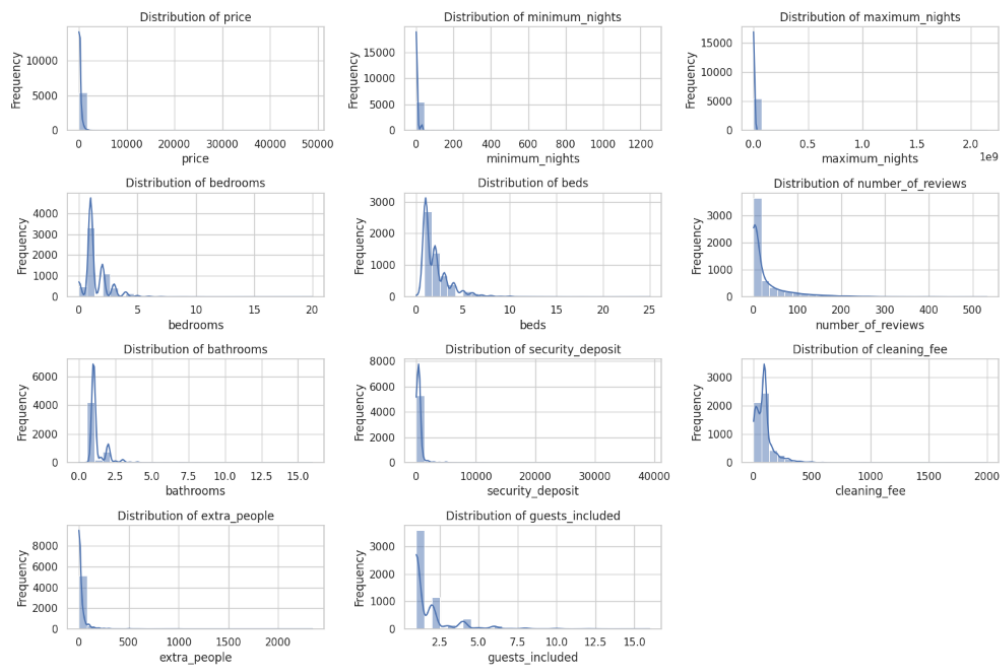 Distribution of price
Frequency
10000
5000
0
0 10000 20000 30000 40000 50000
price
Distribution of minimum_nights
Frequency
15000
10000
5000
0
0 200 400 600 800 1000 1200
minimum_nights
Distribution of maximum_nights
Frequency
15000
10000
5000
0
0.0 0.5 1.0 1.5 2.0
1e9
maximum_nights
Distribution of bedrooms
Frequency
4000
3000
2000
1000
0
0 5 10 15 20
bedrooms
Distribution of beds
Frequency
3000
2000
1000
0
0 5 10 15 20 25
beds
Distribution of number_of_reviews
Frequency
3000
2000
1000
0
0 100 200 300 400 500
number_of_reviews
Distribution of bathrooms
Frequency
6000
4000
2000
0
0.0 2.5 5.0 7.5 10.0 12.5 15.0
bathrooms
Distribution of security_deposit
Frequency
8000
6000
4000
2000
0
0 10000 20000 30000 40000
security_deposit
Distribution of cleaning_fee
Frequency
3000
2000
1000
0
0 500 1000 1500 2000
cleaning_fee
Distribution of extra_people
Frequency
8000
6000
4000
2000
0
0 500 1000 1500 2000
extra_people
Distribution of guests_included
Frequency
3000
2000
1000
0
2.5 5.0 7.5 10.0 12.5 15.0
guests_included